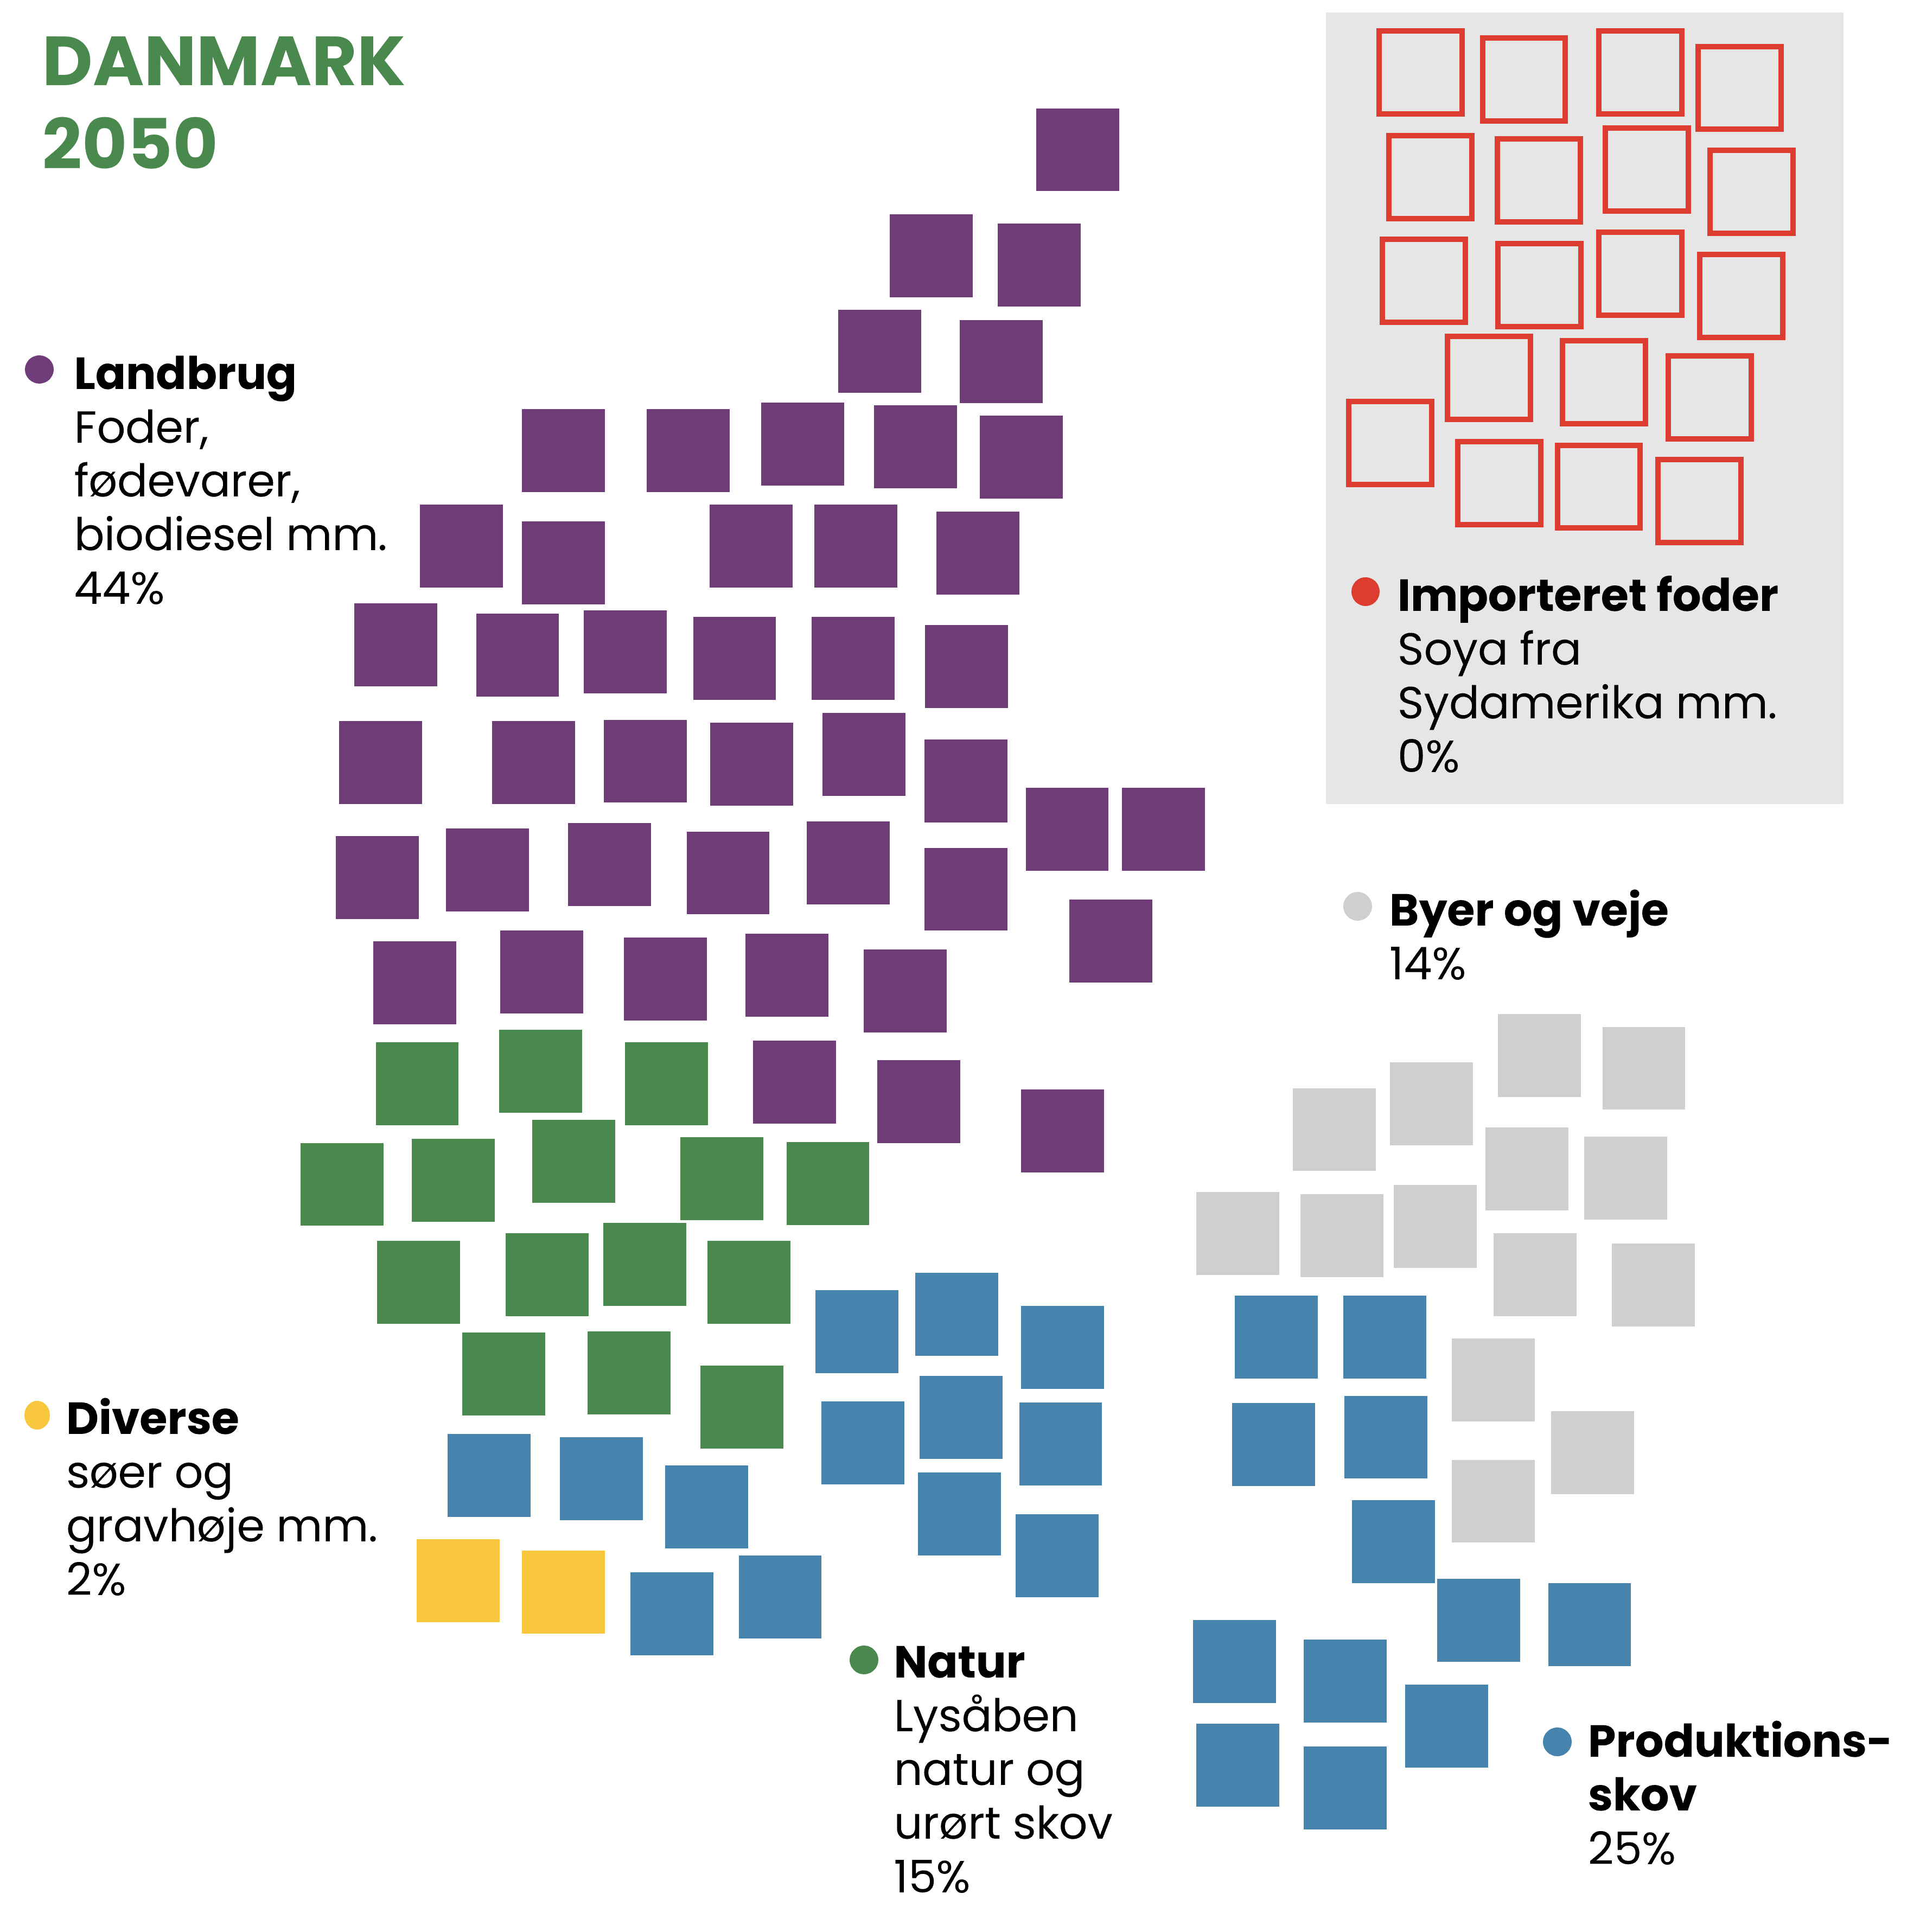 DANMARK
2050
Landbrug
Foder,
fødevarer,
biodiesel mm.
44%
Importeret foder
Soya fra
Sydamerika mm.
0%
Byer og veje
14%
Diverse
søer og
gravhøje mm.
2%
Natur
Lysåben
natur og
urørt skov
15%
Produktions-
skov
25%